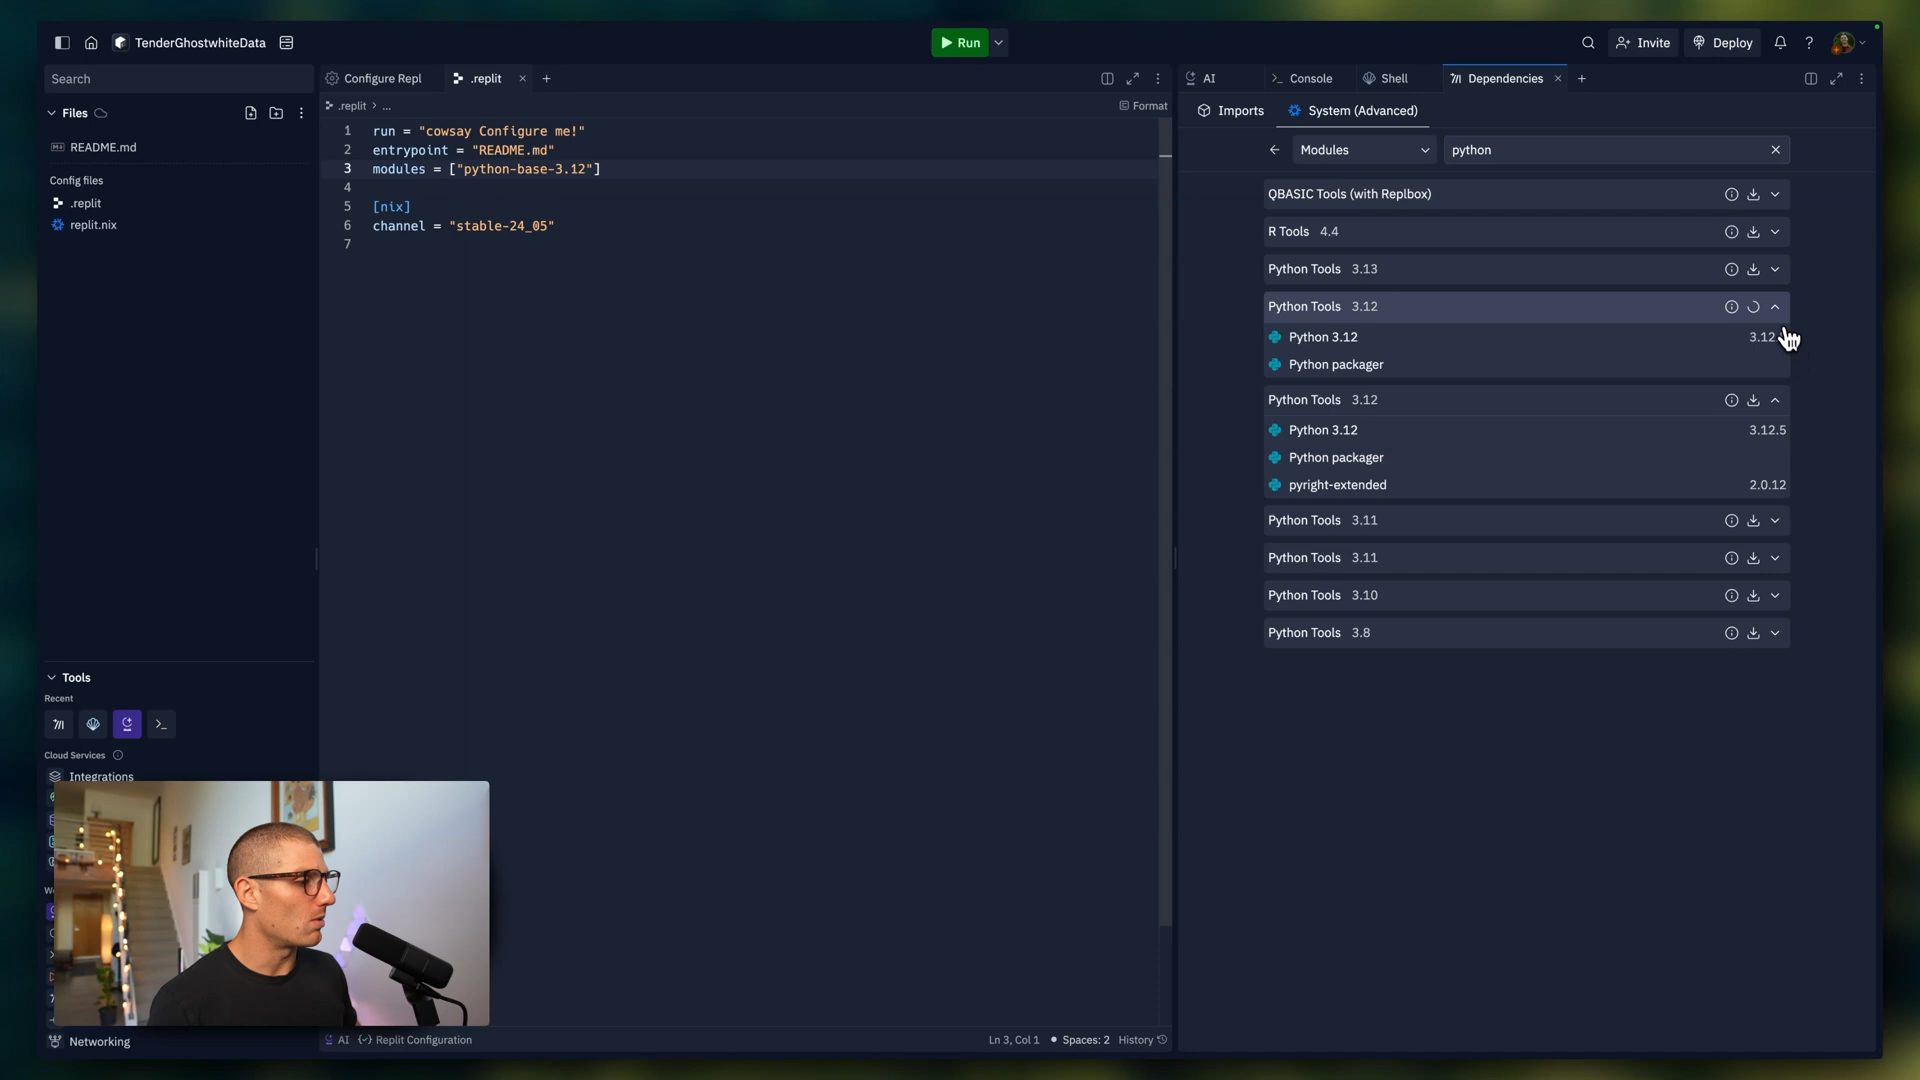 TenderGhostwhiteData
Run
Invite
Deploy
Search
Files
README.md
Config files
.replit
replit.nix
Configure Repl
.replit
.replit > ...
Format
1 run = "cowsay Configure me!"
2 entrypoint = "README.md"
3 modules = ["python-base-3.12"]
4
5 [nix]
6 channel = "stable-24_05"
7
AI
Console
Shell
Dependencies
Imports
System (Advanced)
Modules
python
QBASIC Tools (with Replbox)
R Tools 4.4
Python Tools 3.13
Python Tools 3.12
Python 3.12 3.12.
Python packager
Python Tools 3.12
Python 3.12 3.12.5
Python packager
pyright-extended 2.0.12
Python Tools 3.11
Python Tools 3.11
Python Tools 3.10
Python Tools 3.8
Tools
Recent
Cloud Services
Integrations
Networking
AI
Replit Configuration
Ln 3, Col 1
Spaces: 2
History